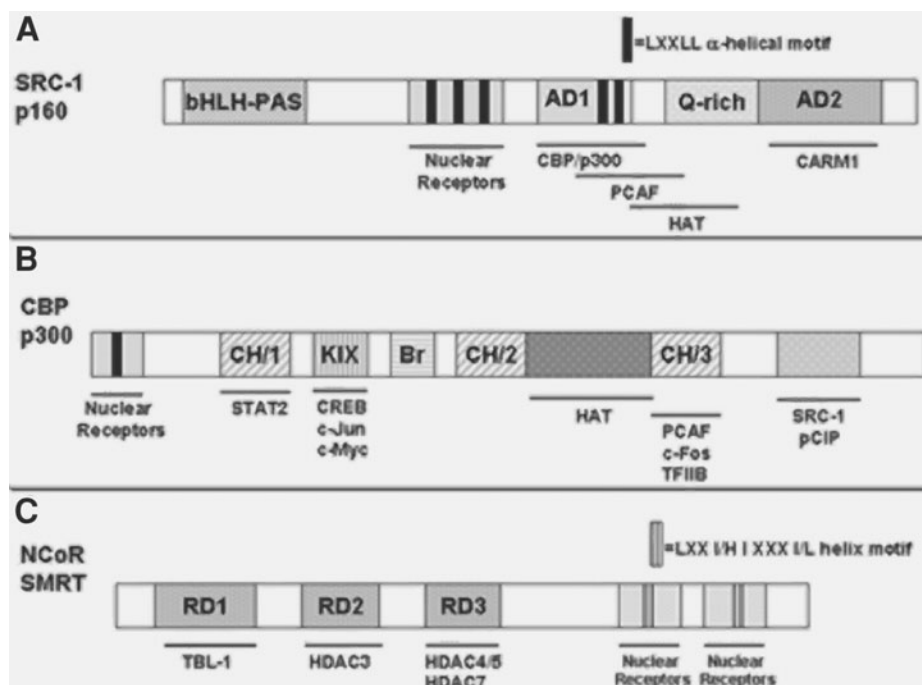 A
=LXXLL α-helical motif
SRC-1
p160
bHLH-PAS
AD1
Q-rich
AD2
Nuclear
Receptors
CBP/p300
CARM1
PCAF
HAT
B
CBP
p300
CH/1
KIX
Br
CH/2
CH/3
Nuclear
Receptors
STAT2
CREB
c-Jun
c-Myc
HAT
PCAF
c-Fos
TFIIB
SRC-1
pCIP
C
=LXX I/H I XXX I/L helix motif
NCoR
SMRT
RD1
RD2
RD3
TBL-1
HDAC3
HDAC4/5
HDAC7
Nuclear
Receptors
Nuclear
Receptors